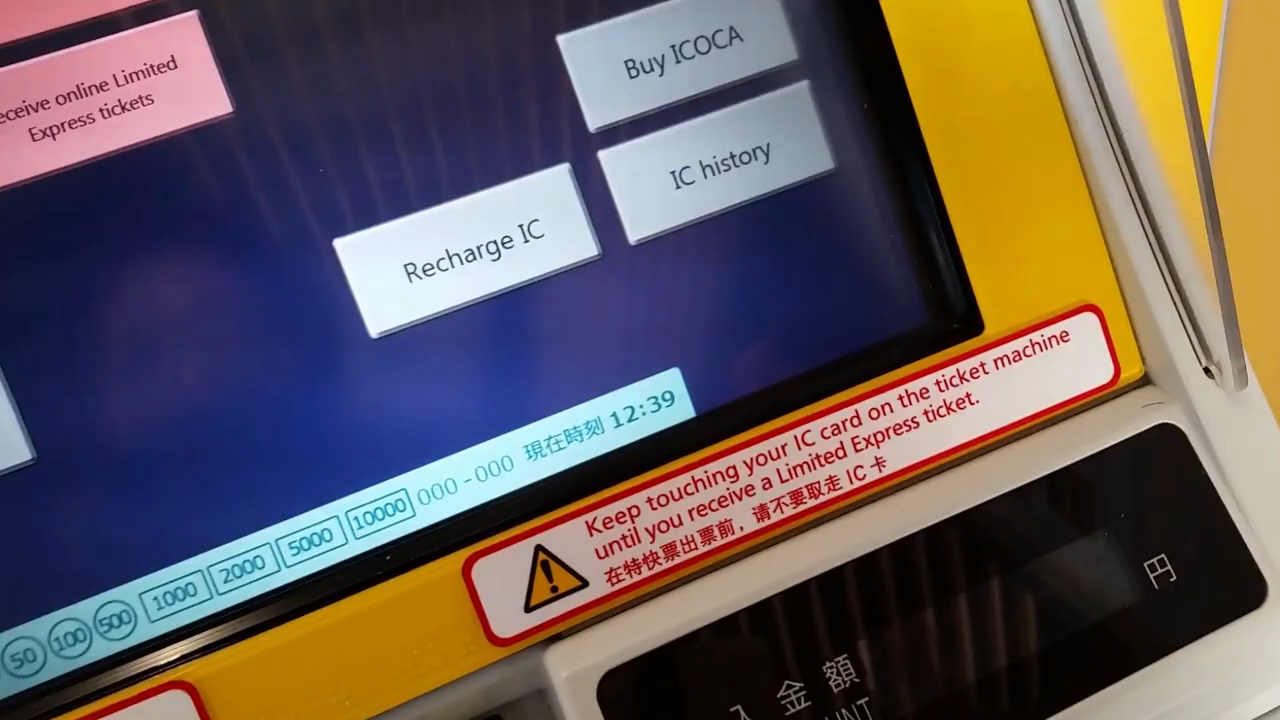 Buy ICOCA
eceive online Limited
Express tickets
IC history
Recharge IC
50 100 500 1000 2000 5000 10000 000-000 現在時刻 12:39
Keep touching your IC card on the ticket machine
until you receive a Limited Express ticket.
在特快票出票前，请不要取走 IC 卡
円
入金額
UNT